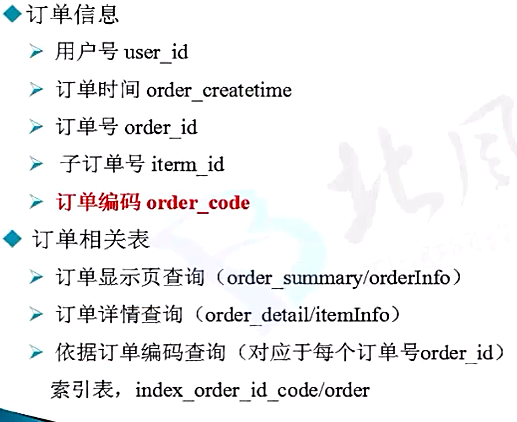 订单信息
用户号 user_id
订单时间 order_createtime
订单号 order_id
子订单号 iterm_id
订单编码 order_code
订单相关表
订单显示页查询（order_summary/orderInfo）
订单详情查询（order_detail/itemInfo）
依据订单编码查询（对应于每个订单号order_id）
索引表，index_order_id_code/order
北风